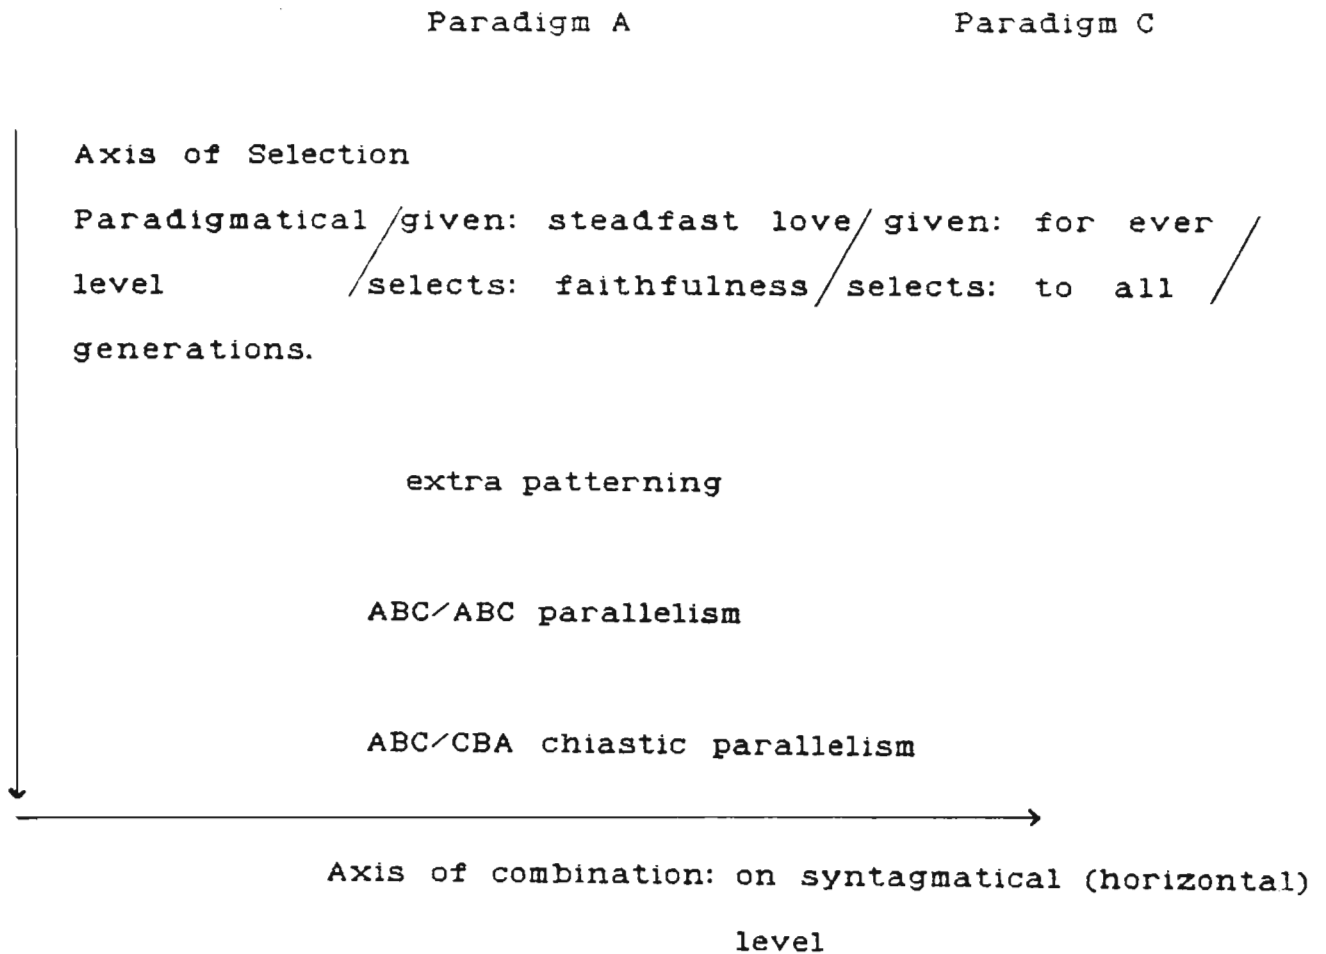 Paradigm A Paradigm C
Axis of Selection
Paradigmatical /given: steadfast love/ given: for ever /
level /selects: faithfulness/ selects: to all /
generations.
extra patterning
ABC/ABC parallelism
ABC/CBA chiastic parallelism
Axis of combination: on syntagmatical (horizontal)
level